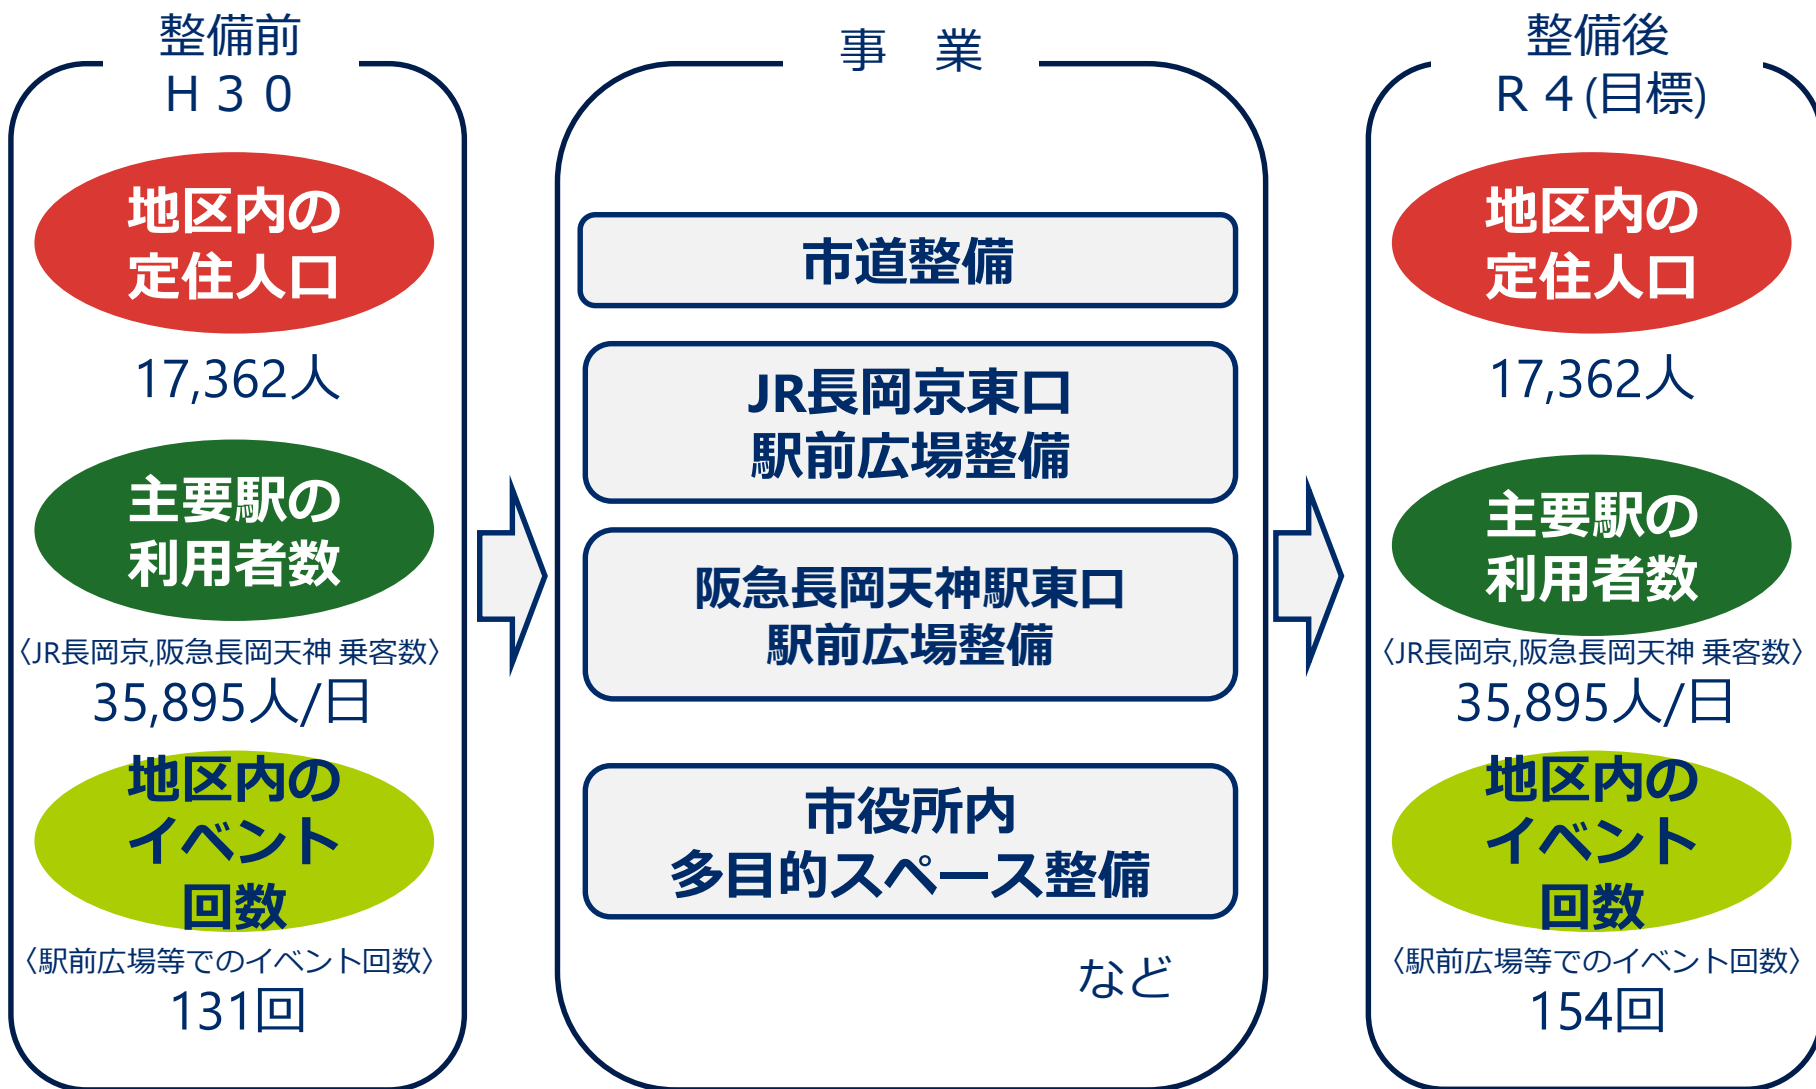 整備前
Ｈ３０
地区内の
定住人口
17,362人
主要駅の
利用者数
〈JR長岡京,阪急長岡天神 乗客数〉
35,895人/日
地区内の
イベント
回数
〈駅前広場等でのイベント回数〉
131回
事　業
市道整備
JR長岡京東口
駅前広場整備
阪急長岡天神駅東口
駅前広場整備
市役所内
多目的スペース整備
など
整備後
Ｒ４(目標)
地区内の
定住人口
17,362人
主要駅の
利用者数
〈JR長岡京,阪急長岡天神 乗客数〉
35,895人/日
地区内の
イベント
回数
〈駅前広場等でのイベント回数〉
154回